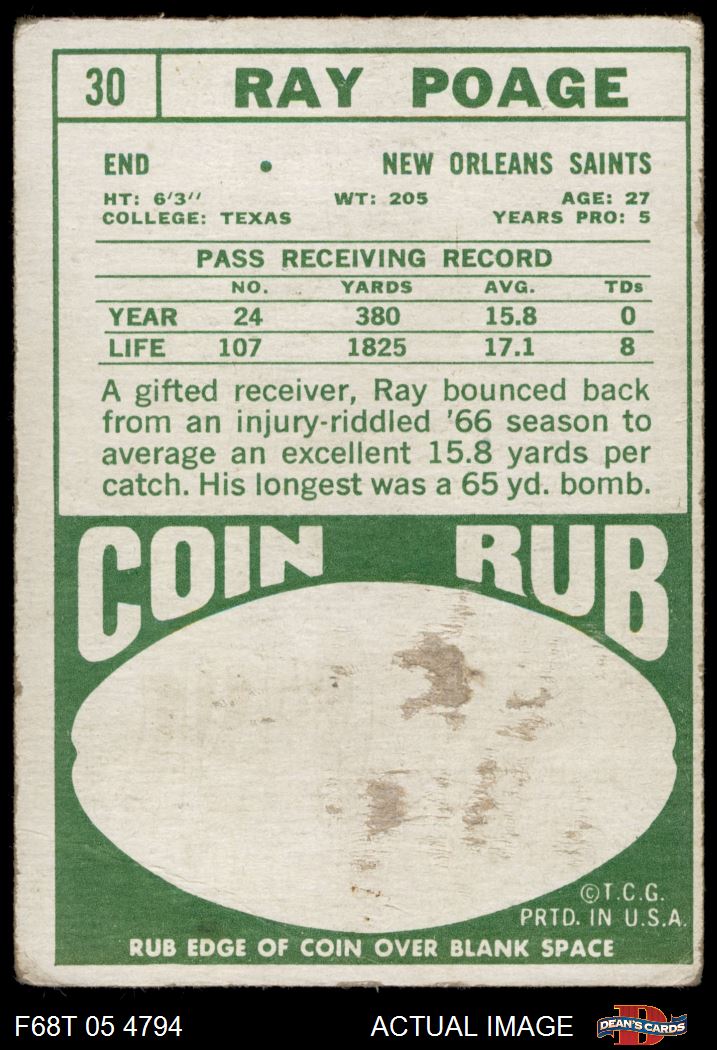 30 RAY POAGE
END • NEW ORLEANS SAINTS
HT: 6'3'' WT: 205 AGE: 27
COLLEGE: TEXAS YEARS PRO: 5
PASS RECEIVING RECORD
NO. YARDS AVG. TDs
YEAR 24 380 15.8 0
LIFE 107 1825 17.1 8
A gifted receiver, Ray bounced back
from an injury-riddled '66 season to
average an excellent 15.8 yards per
catch. His longest was a 65 yd. bomb.
COIN RUB
©T.C.G.
PRTD. IN U.S.A.
RUB EDGE OF COIN OVER BLANK SPACE
F68T 05 4794 ACTUAL IMAGE D DEAN'S CARDS